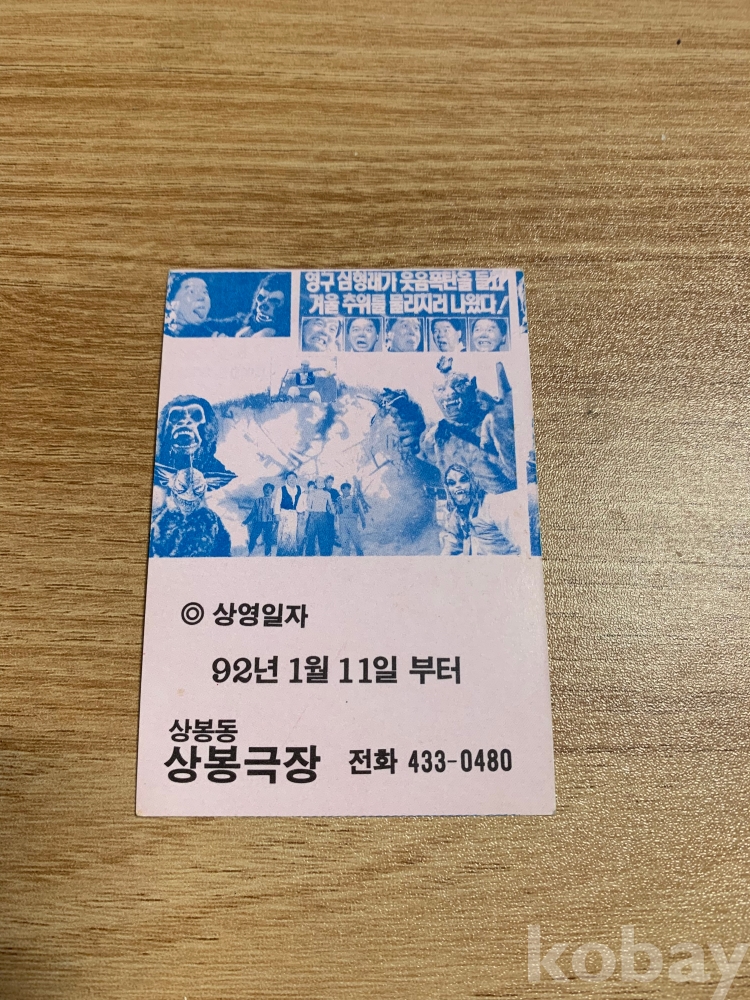 영구 심형래가 웃음폭탄을 들고
겨울 추위를 물리치러 나왔다!
◎ 상영일자
92년 1월 11일 부터
상봉동
상봉극장 전화 433-0480
kobay